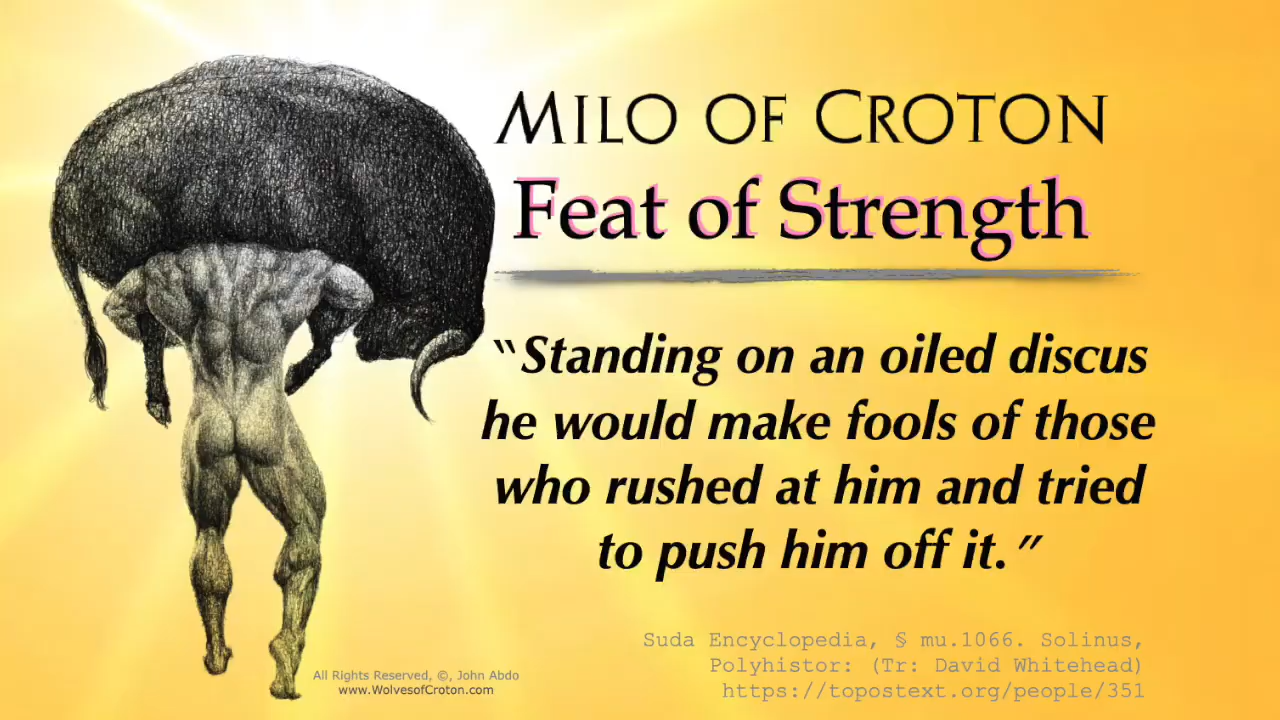 MILO OF CROTON
Feat of Strength
“Standing on an oiled discus
he would make fools of those
who rushed at him and tried
to push him off it.”
Suda Encyclopedia, § mu.1066. Solinus,
Polyhistor: (Tr: David Whitehead)
https://topostext.org/people/351
All Rights Reserved, ©, John Abdo
www.WolvesofCroton.com